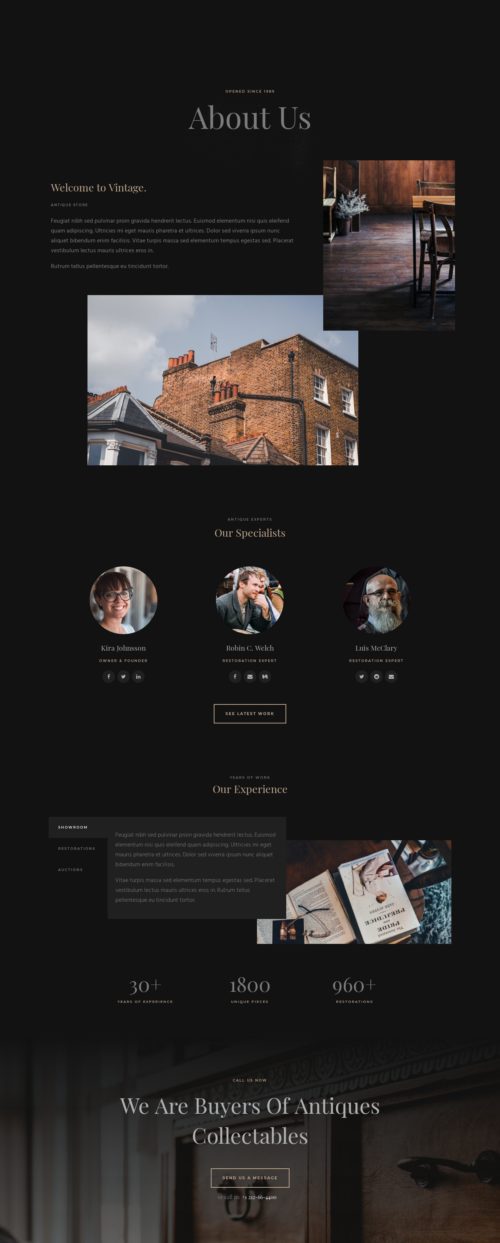 OPENED SINCE 1989
About Us
Welcome to Vintage.
ANTIQUE STORE
Feugiat nibh sed pulvinar proin gravida hendrerit lectus. Euismod elementum nisi quis eleifend
quam adipiscing. Ultricies mi eget mauris pharetra et ultrices. Dolor sed viverra ipsum nunc
aliquet bibendum enim facilisis. Vitae turpis massa sed elementum tempus egestas sed. Placerat
vestibulum lectus mauris ultrices eros in.
Rutrum tellus pellentesque eu tincidunt tortor.
ANTIQUE EXPERTS
Our Specialists
Kira Johnsson
OWNER & FOUNDER
Robin C. Welch
RESTORATION EXPERT
Luis McClary
RESTORATION EXPERT
SEE LATEST WORK
YEARS OF WORK
Our Experience
SHOWROOM
RESTORATIONS
AUCTIONS
Feugiat nibh sed pulvinar proin gravida hendrerit lectus. Euismod
elementum nisi quis eleifend quam adipiscing. Ultricies mi eget
mauris pharetra et ultrices. Dolor sed viverra ipsum nunc aliquet
bibendum enim facilisis.
Vitae turpis massa sed elementum tempus egestas sed. Placerat
vestibulum lectus mauris ultrices eros in. Rutrum tellus
pellentesque eu tincidunt tortor.
PRIDE
PREJUDICE
30+
YEARS OF EXPERIENCE
1800
UNIQUE PIECES
960+
RESTORATIONS
CALL US NOW
We Are Buyers Of Antiques
Collectables
SEND US A MESSAGE
+1 212-66-4400